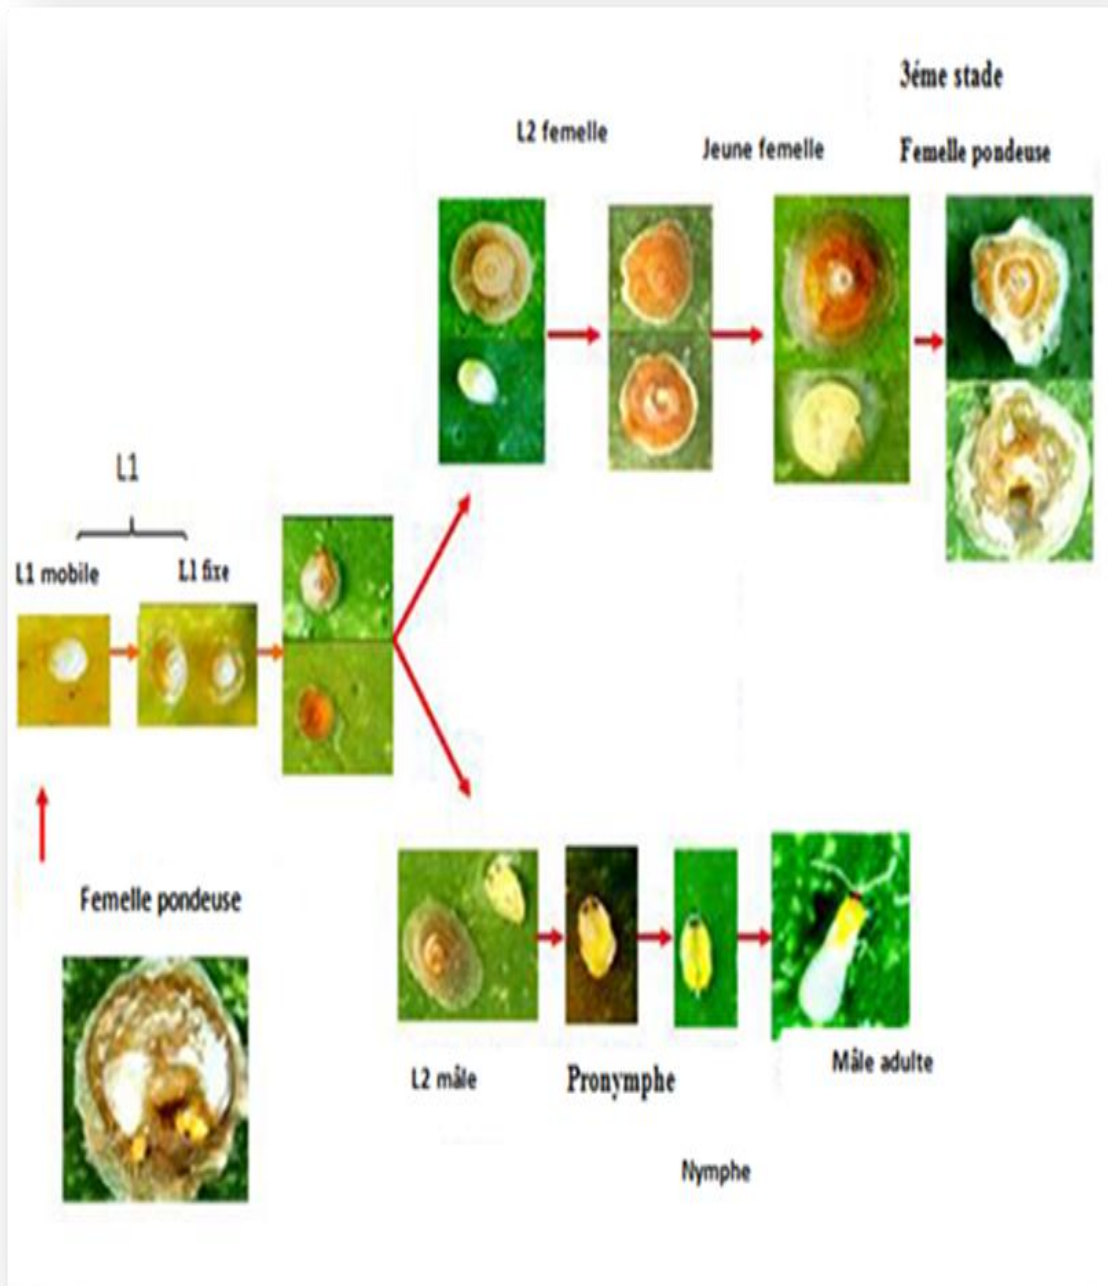 3éme stade
L2 femelle
Jeune femelle
Femelle pondeuse
L1
L1 mobile
L1 fixe
Femelle pondeuse
L2 mâle
Pronymphe
Mâle adulte
Nymphe